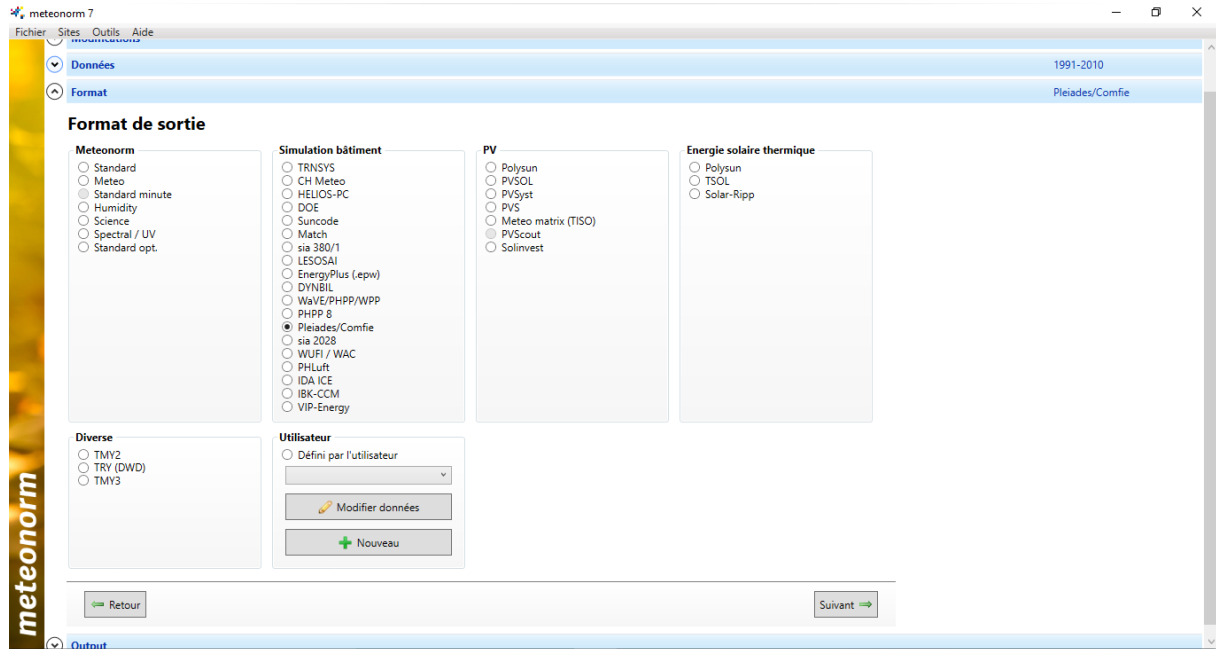 meteonorm 7
Fichier Sites Outils Aide
Modifications
Données 1991-2010
Format Pleiades/Comfie
Format de sortie
Meteonorm
Standard
Meteo
Standard minute
Humidity
Science
Spectral / UV
Standard opt.
Simulation bâtiment
TRNSYS
CH Meteo
HELIOS-PC
DOE
Suncode
Match
sia 380/1
LESOSAI
EnergyPlus (.epw)
DYNBIL
WaVE/PHPP/WPP
PHPP 8
Pleiades/Comfie
sia 2028
WUFI / WAC
PHLuft
IDA ICE
IBK-CCM
VIP-Energy
PV
Polysun
PVSOL
PVSyst
PVS
Meteo matrix (TISO)
PVScout
Solinvest
Energie solaire thermique
Polysun
TSOL
Solar-Ripp
Diverse
TMY2
TRY (DWD)
TMY3
Utilisateur
Défini par l'utilisateur
Modifier données
Nouveau
Retour
Suivant
Output
meteonorm